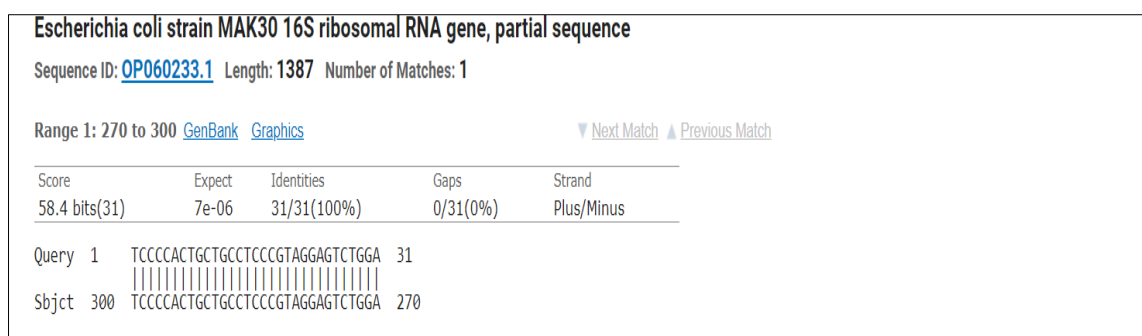 Escherichia coli strain MAK30 16S ribosomal RNA gene, partial sequence
Sequence ID: OP060233.1 Length: 1387 Number of Matches: 1
Range 1: 270 to 300 GenBank Graphics ▼ Next Match ▲ Previous Match
Score Expect Identities Gaps Strand
58.4 bits(31) 7e-06 31/31(100%) 0/31(0%) Plus/Minus
Query 1 TCCCCACTGCTGCCTCCCGTAGGAGTCTGGA 31
|||||||||||||||||||||||||||||||
Sbjct 300 TCCCCACTGCTGCCTCCCGTAGGAGTCTGGA 270